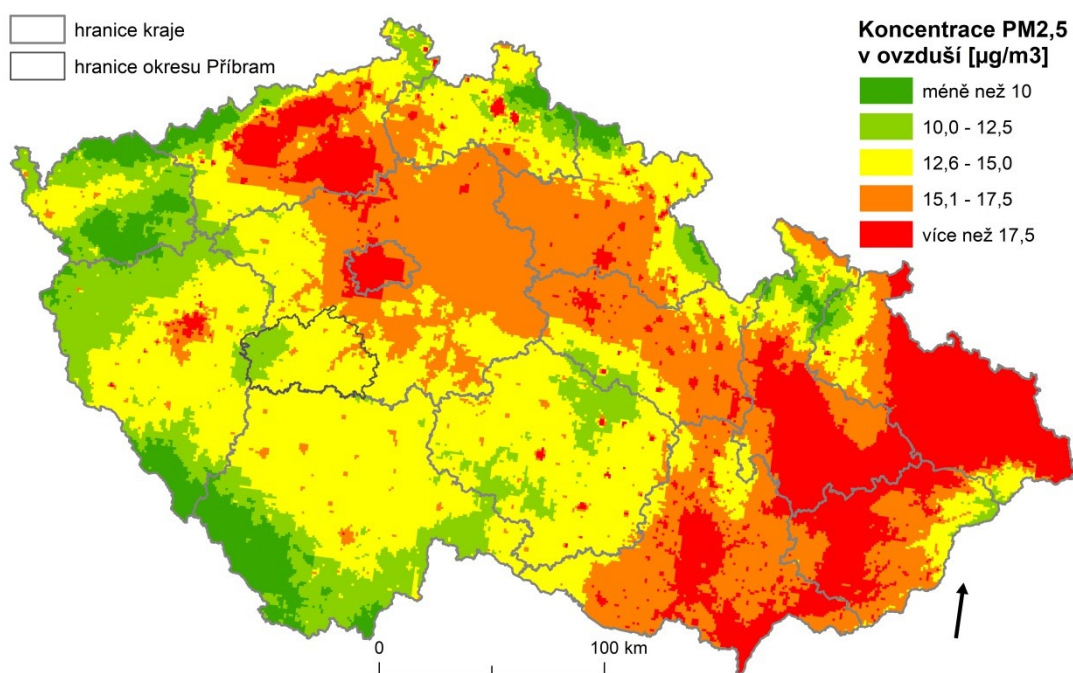 hranice kraje
hranice okresu Příbram
Koncentrace PM2,5
v ovzduší [µg/m3]
méně než 10
10,0 - 12,5
12,6 - 15,0
15,1 - 17,5
více než 17,5
0
100 km